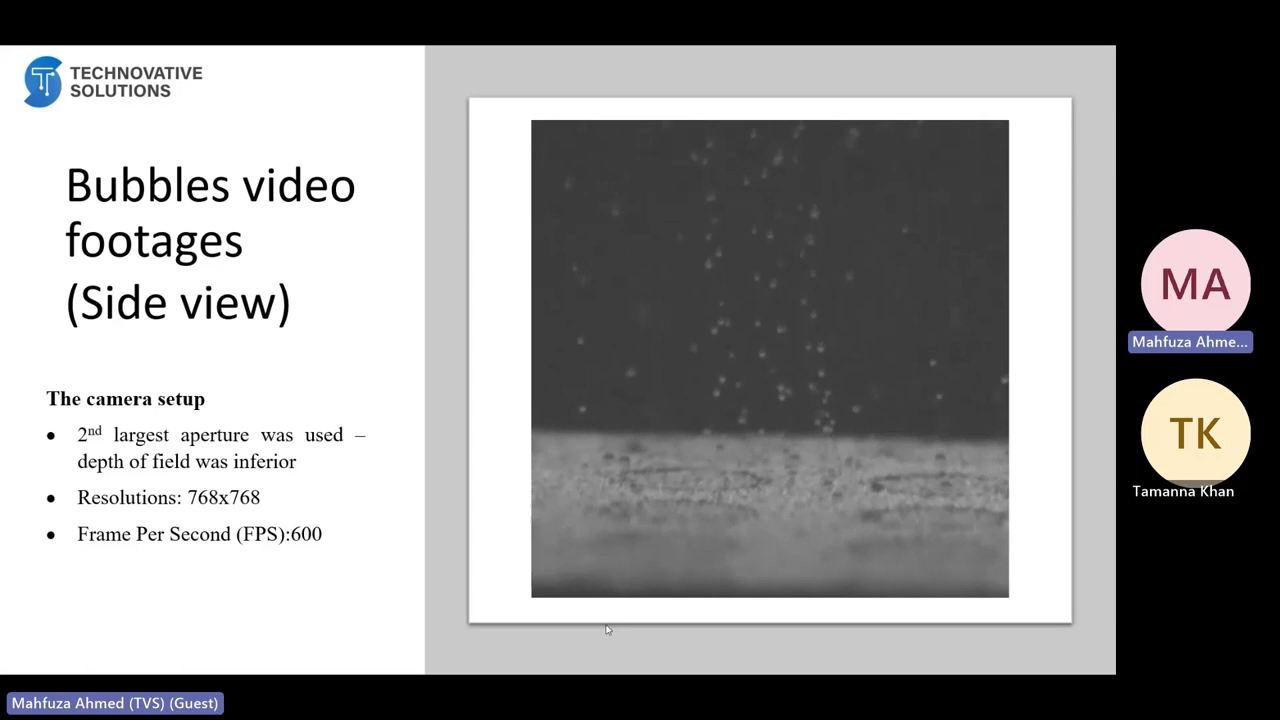 TECHNOVATIVE
SOLUTIONS
Bubbles video
footages
(Side view)
The camera setup
• 2nd largest aperture was used –
depth of field was inferior
• Resolutions: 768x768
• Frame Per Second (FPS):600
MA
Mahfuza Ahme...
TK
Tamanna Khan
Mahfuza Ahmed (TVS) (Guest)